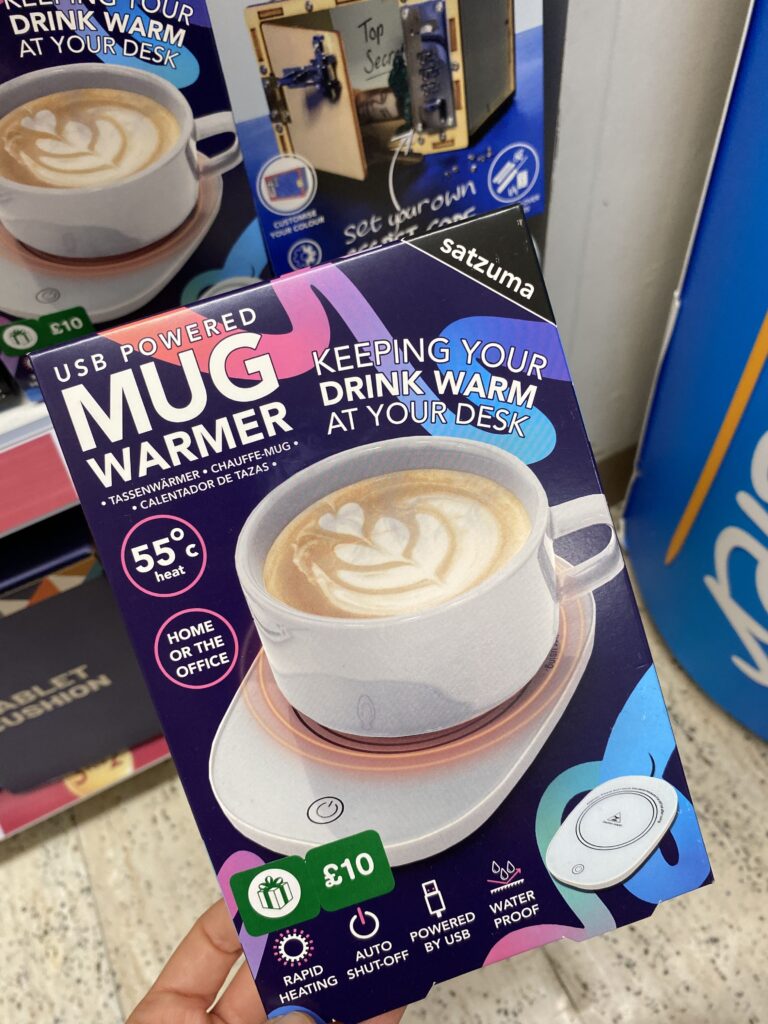 KEEPING YOUR
DRINK WARM
AT YOUR DESK
£10
Top
Secret
CUSTOMISE
YOUR COLOUR
set your own
SECRET CODE
satzuma
USB POWERED
MUG
WARMER
• TASSENWÄRMER • CHAUFFE-MUG •
• CALENTADOR DE TAZAS •
KEEPING YOUR
DRINK WARM
AT YOUR DESK
55°C
heat
HOME
OR THE
OFFICE
£10
RAPID
HEATING
AUTO
SHUT-OFF
POWERED
BY USB
WATER
PROOF
TABLET
CUSHION